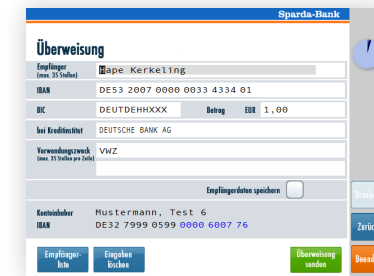 Sparda-Bank
Überweisung
Empfänger
(max. 35 Stellen)
Hape Kerkeling
IBAN
DE53 2007 0000 0033 4334 01
BIC
DEUTDEHHXXX
Betrag EUR 1,00
bei Kreditinstitut
DEUTSCHE BANK AG
Verwendungszweck
(max. 35 Stellen pro Zeile)
VWZ
Empfängerdaten speichern
Kontoinhaber
Mustermann, Test 6
IBAN
DE32 7999 0599 0000 6007 76
Empfänger-
liste
Eingaben
löschen
Überweisung
senden